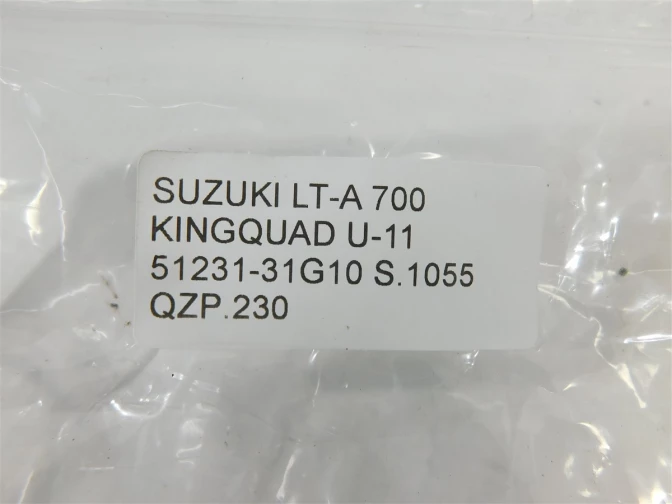 SUZUKI LT-A 700
KINGQUAD U-11
51231-31G10 S.1055
QZP.230